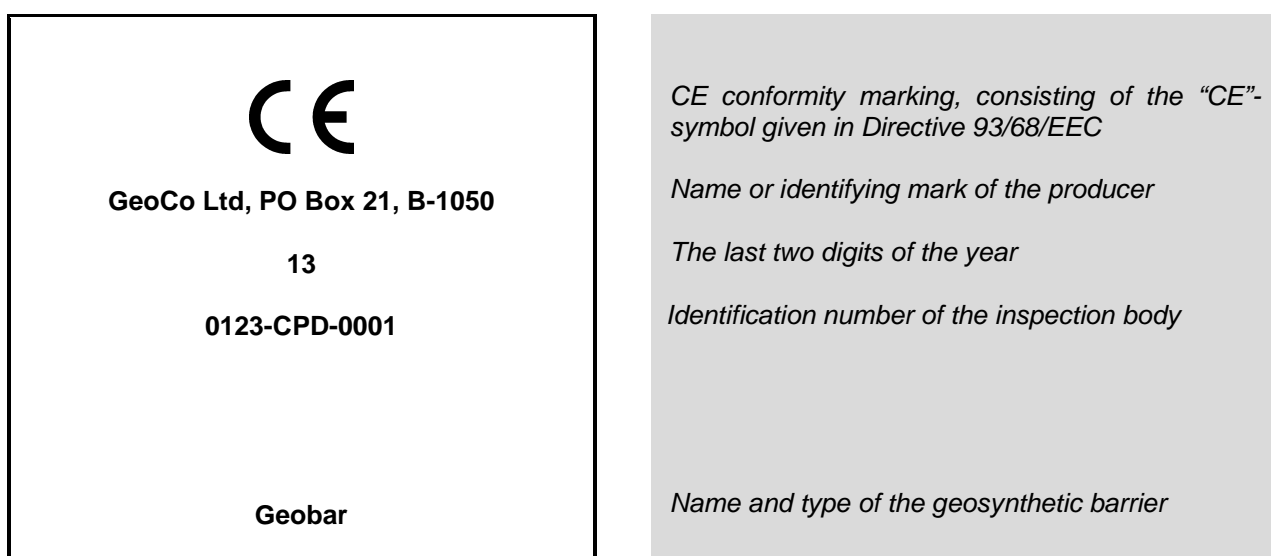 CE
CE conformity marking, consisting of the “CE”-
symbol given in Directive 93/68/EEC
GeoCo Ltd, PO Box 21, B-1050
Name or identifying mark of the producer
13
The last two digits of the year
0123-CPD-0001
Identification number of the inspection body
Geobar
Name and type of the geosynthetic barrier